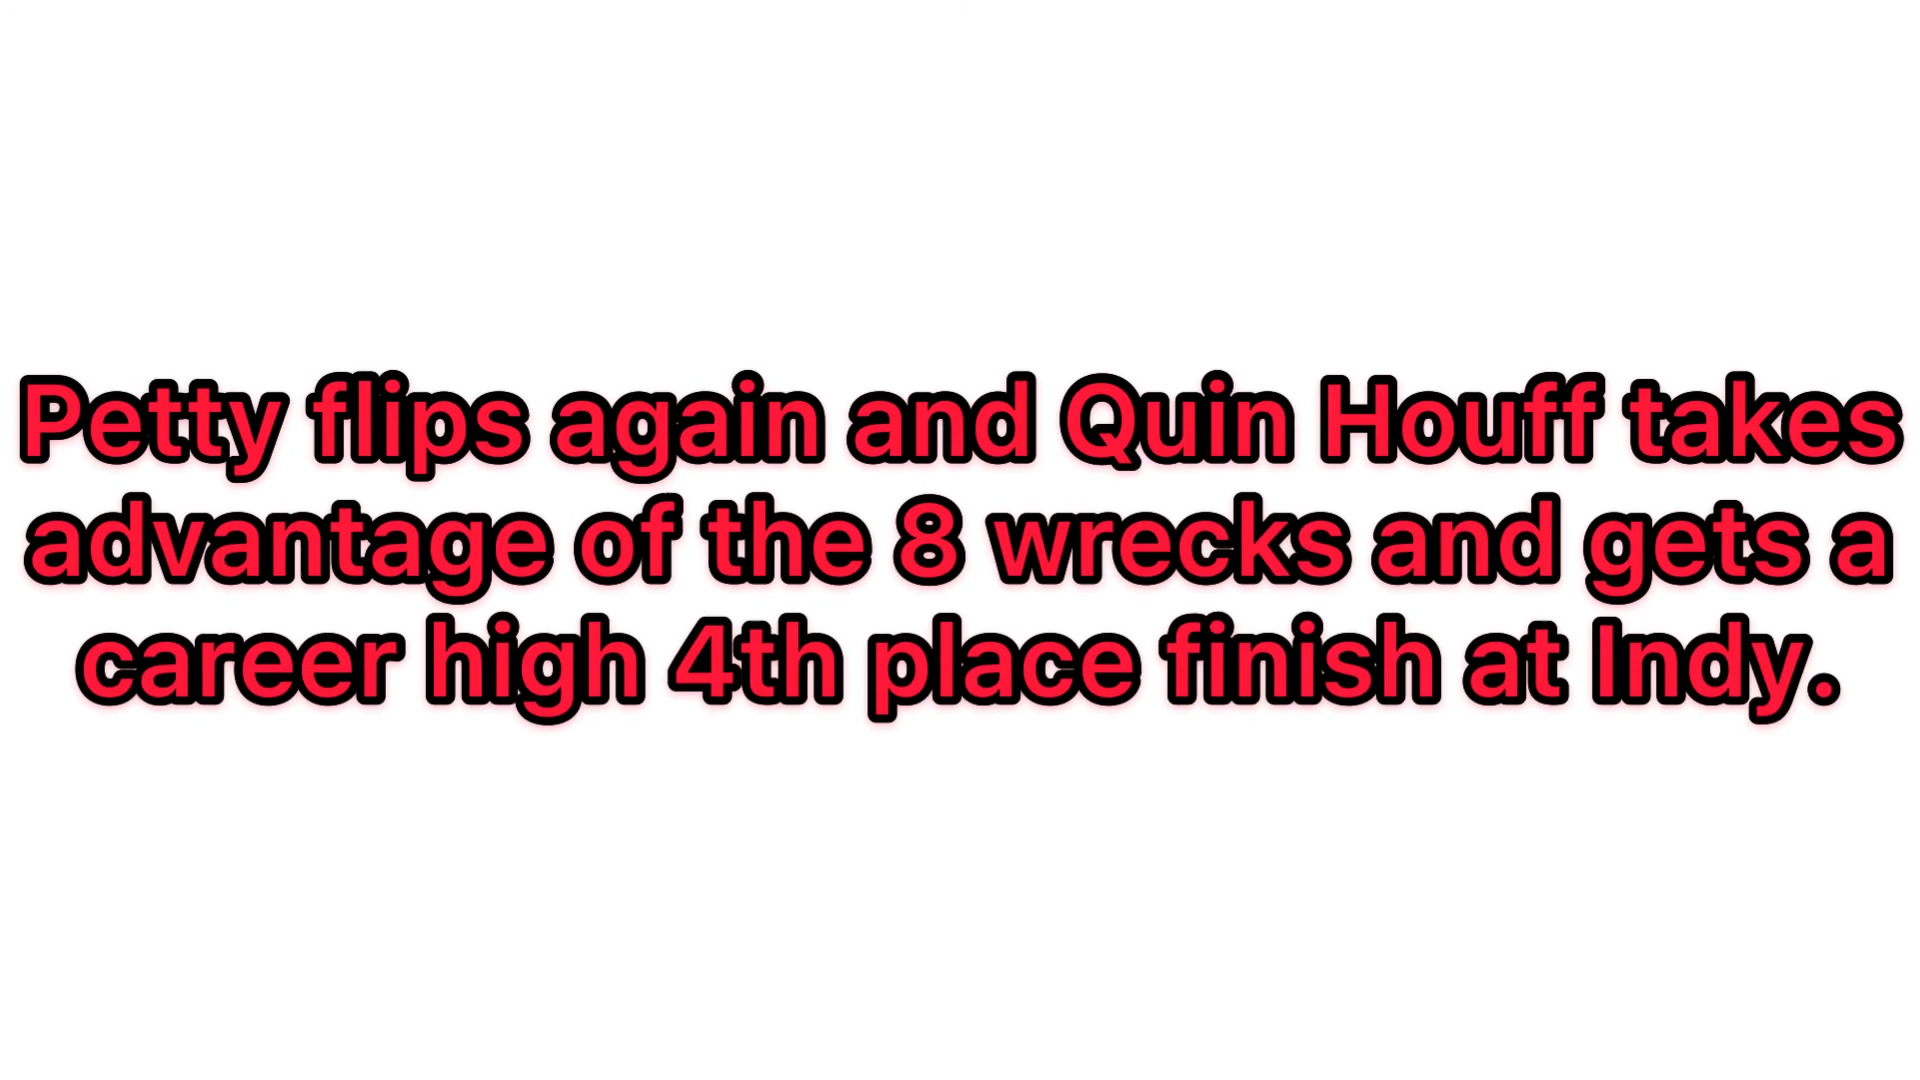 Petty flips again and Quin Houff takes
advantage of the 8 wrecks and gets a
career high 4th place finish at Indy.